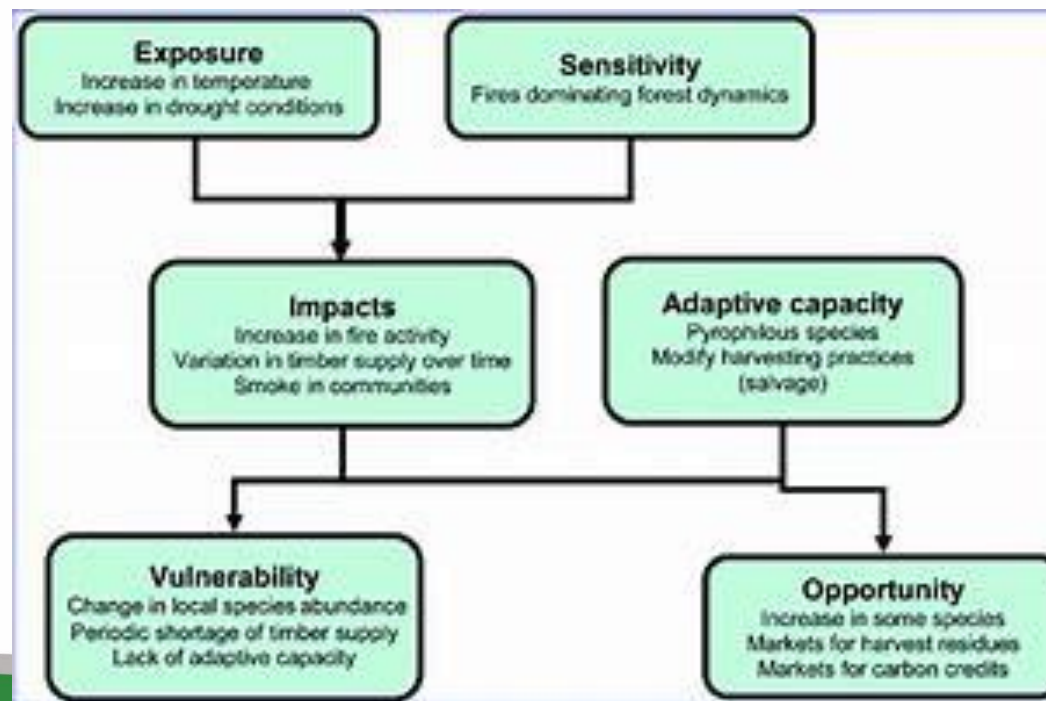 Exposure
Increase in temperature
Increase in drought conditions
Sensitivity
Fires dominating forest dynamics
Impacts
Increase in fire activity
Variation in timber supply over time
Smoke in communities
Adaptive capacity
Pyrophilous species
Modify harvesting practices
(salvage)
Vulnerability
Change in local species abundance
Periodic shortage of timber supply
Lack of adaptive capacity
Opportunity
Increase in some species
Markets for harvest residues
Markets for carbon credits